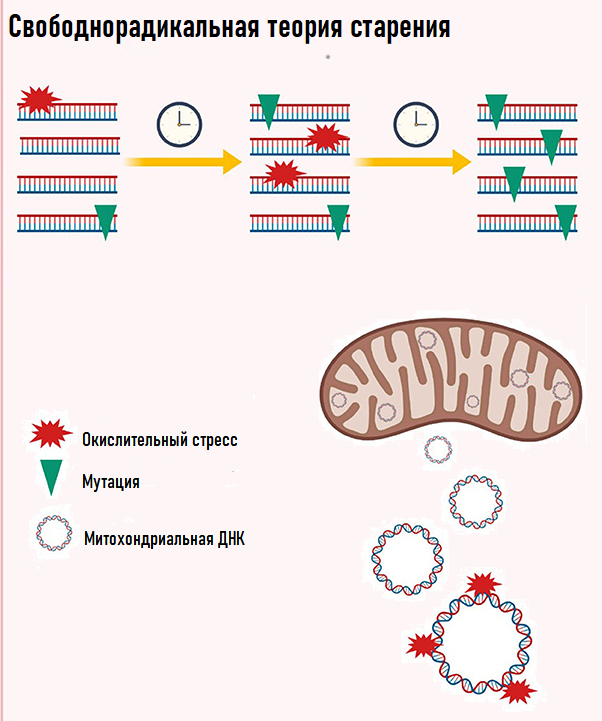 Свободнорадикальная теория старения
Окислительный стресс
Мутация
Митохондриальная ДНК